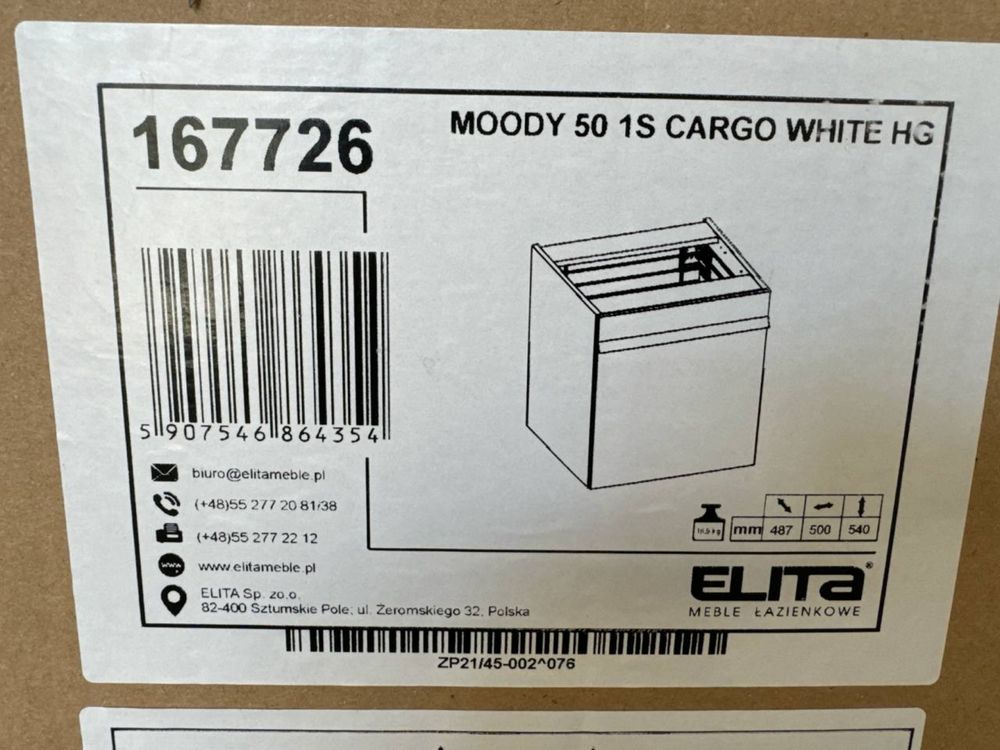 167726
MOODY 50 1S CARGO WHITE HG
5 907546 864354
biuro@elitameble.pl
(+48)55 277 20 81/38
(+48)55 277 22 12
www
www.elitameble.pl
ELITA Sp. zo.o.
82-400 Sztumskie Pole; ul. Żeromskiego 32, Polska
mm 487 500 540
ELITA®
MEBLE ŁAZIENKOWE
ZP21/45-002^076